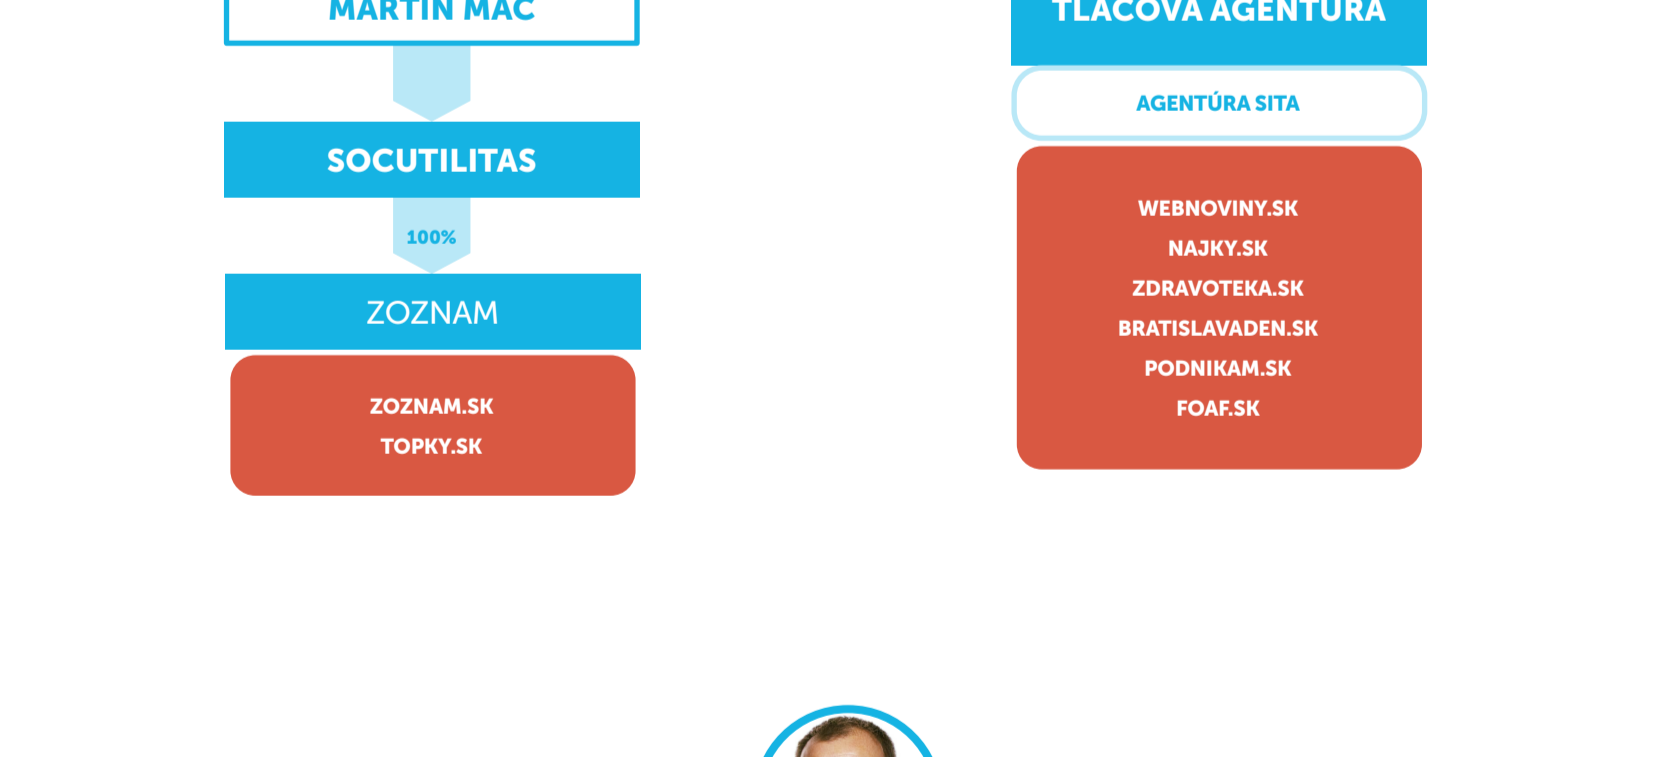 MARTIN MÁČ
SOCUTILITAS
100%
ZOZNAM
ZOZNAM.SK
TOPKY.SK
TLAČOVÁ AGENTÚRA
AGENTÚRA SITA
WEBNOVINY.SK
NAJKY.SK
ZDRAVOTEKA.SK
BRATISLAVADEN.SK
PODNIKAM.SK
FOAF.SK